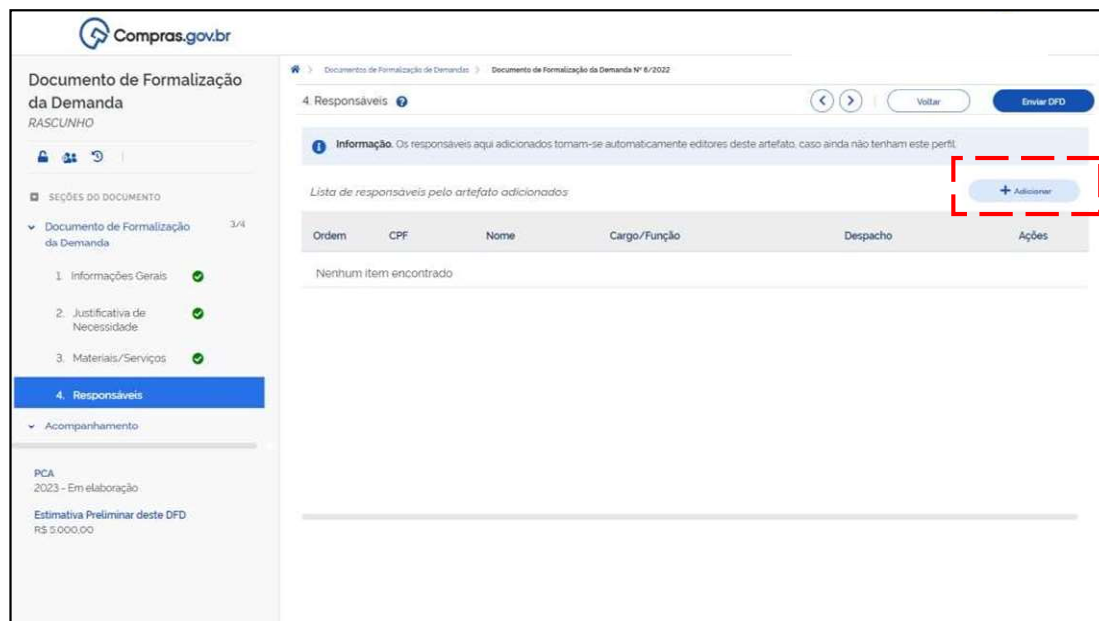 Compras.gov.br
Documento de Formalização
da Demanda
RASCUNHO
SEÇÕES DO DOCUMENTO
Documento de Formalização 3/4
da Demanda
1. Informações Gerais
2. Justificativa de
Necessidade
3. Materiais/Serviços
4. Responsáveis
Acompanhamento
PCA
2023 - Em elaboração
Estimativa Preliminar deste DFD
R$ 5.000,00
Documentos de Formalização de Demandas > Documento de Formalização da Demanda Nº 6/2022
4. Responsáveis
Voltar
Enviar DFD
Informação. Os responsáveis aqui adicionados tornam-se automaticamente editores deste artefato, caso ainda não tenham este perfil.
Lista de responsáveis pelo artefato adicionados
+ Adicionar
Ordem CPF Nome Cargo/Função Despacho Ações
Nenhum item encontrado